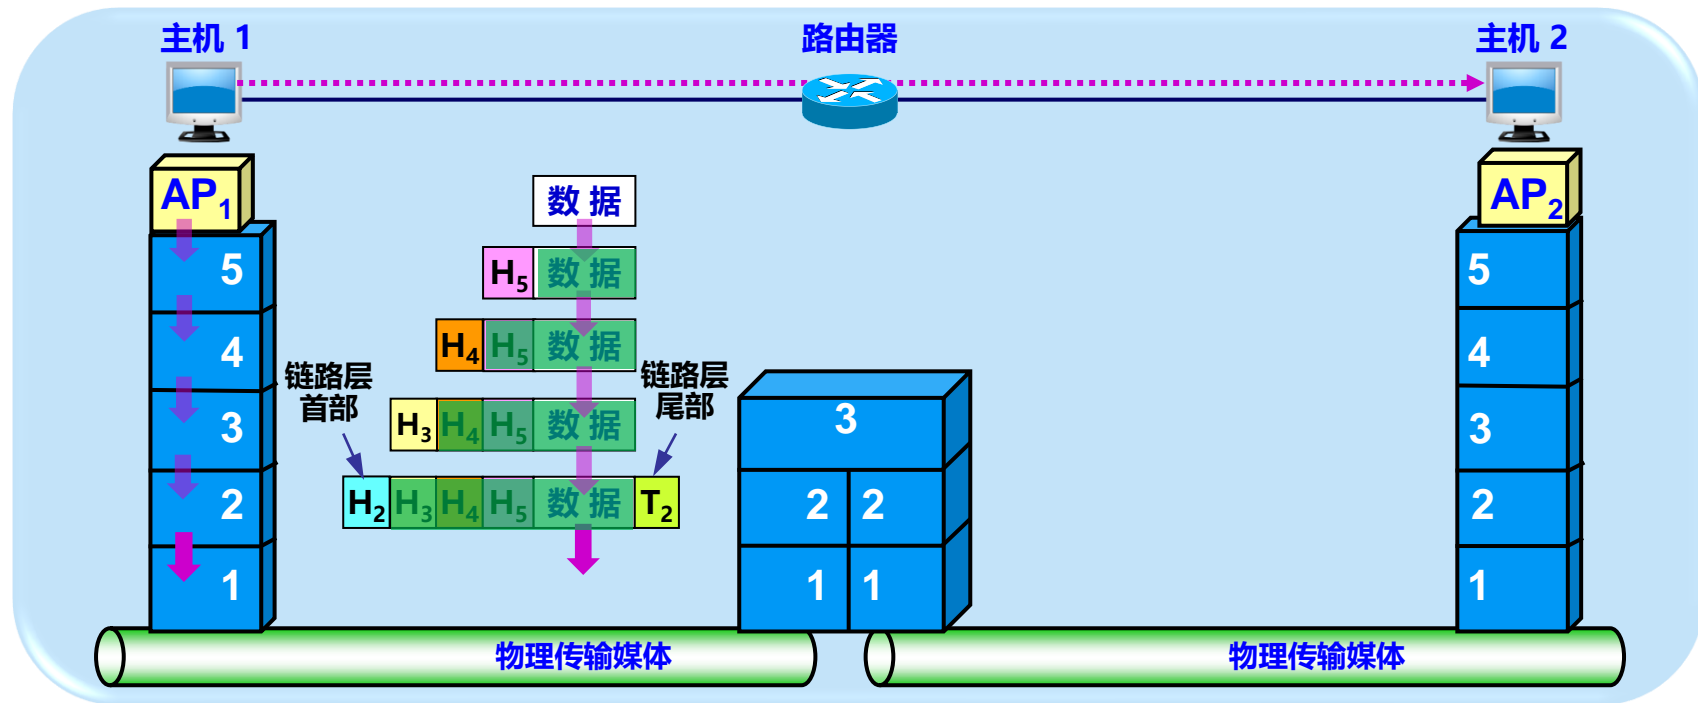 主机 1
路由器
主机 2
AP1
AP2
数 据
5
H5 数 据
5
4
H4 H5 数 据
4
链路层
首部
链路层
尾部
3
H3 H4 H5 数 据
3
3
2
H2 H3 H4 H5 数 据 T2
2 2
2
1
1 1
1
物理传输媒体
物理传输媒体